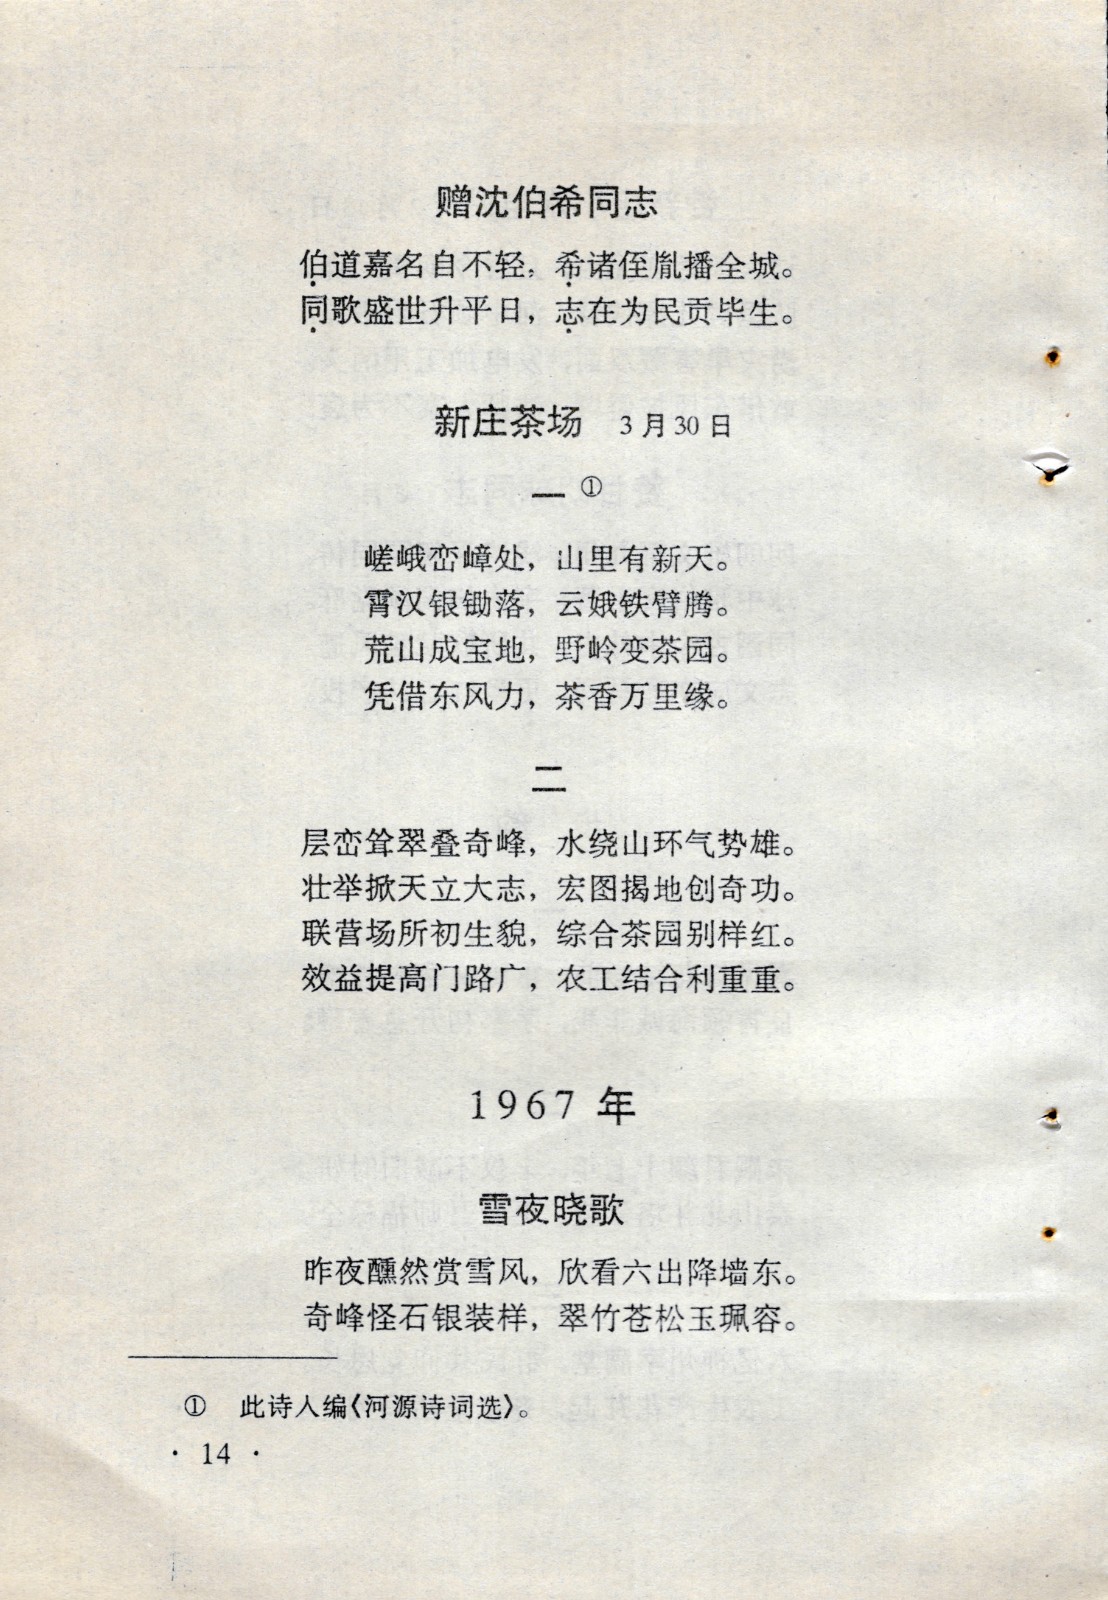 赠沈伯希同志
伯道嘉名自不轻，希诸侄胤播全城。
同歌盛世升平日，志在为民贡毕生。
新庄茶场 3月30日
一①
嵯峨峦嶂处，山里有新天。
霄汉银锄落，云娥铁臂腾。
荒山成宝地，野岭变茶园。
凭借东风力，茶香万里缘。
二
层峦耸翠叠奇峰，水绕山环气势雄。
壮举掀天立大志，宏图揭地创奇功。
联营场所初生貌，综合茶园别样红。
效益提高门路广，农工结合利重重。
1967年
雪夜晓歌
昨夜醺然赏雪风，欣看六出降墙东。
奇峰怪石银装样，翠竹苍松玉珮容。
① 此诗人编《河源诗词选》。
· 14 ·